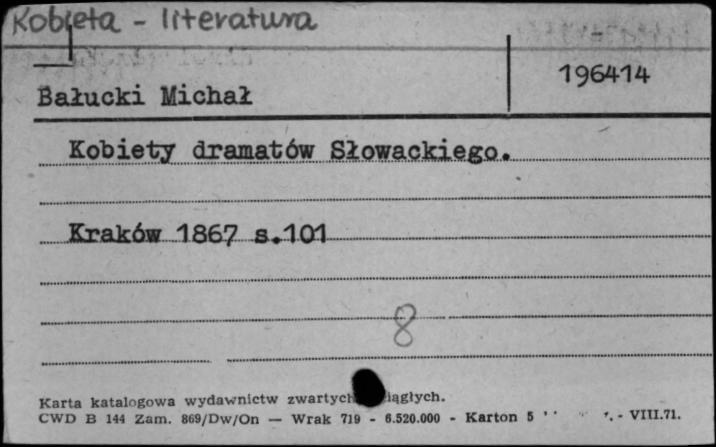 Kobieta - literatura
196414
Bałucki Michał
Kobiety dramatów Słowackiego.
Kraków 1867 s.101
8
Karta katalogowa wydawnictw zwartych iągłych.
CWD B 144 Zam. 869/Dw/On — Wrak 719 - 6.520.000 - Karton 5 - VIII.71.